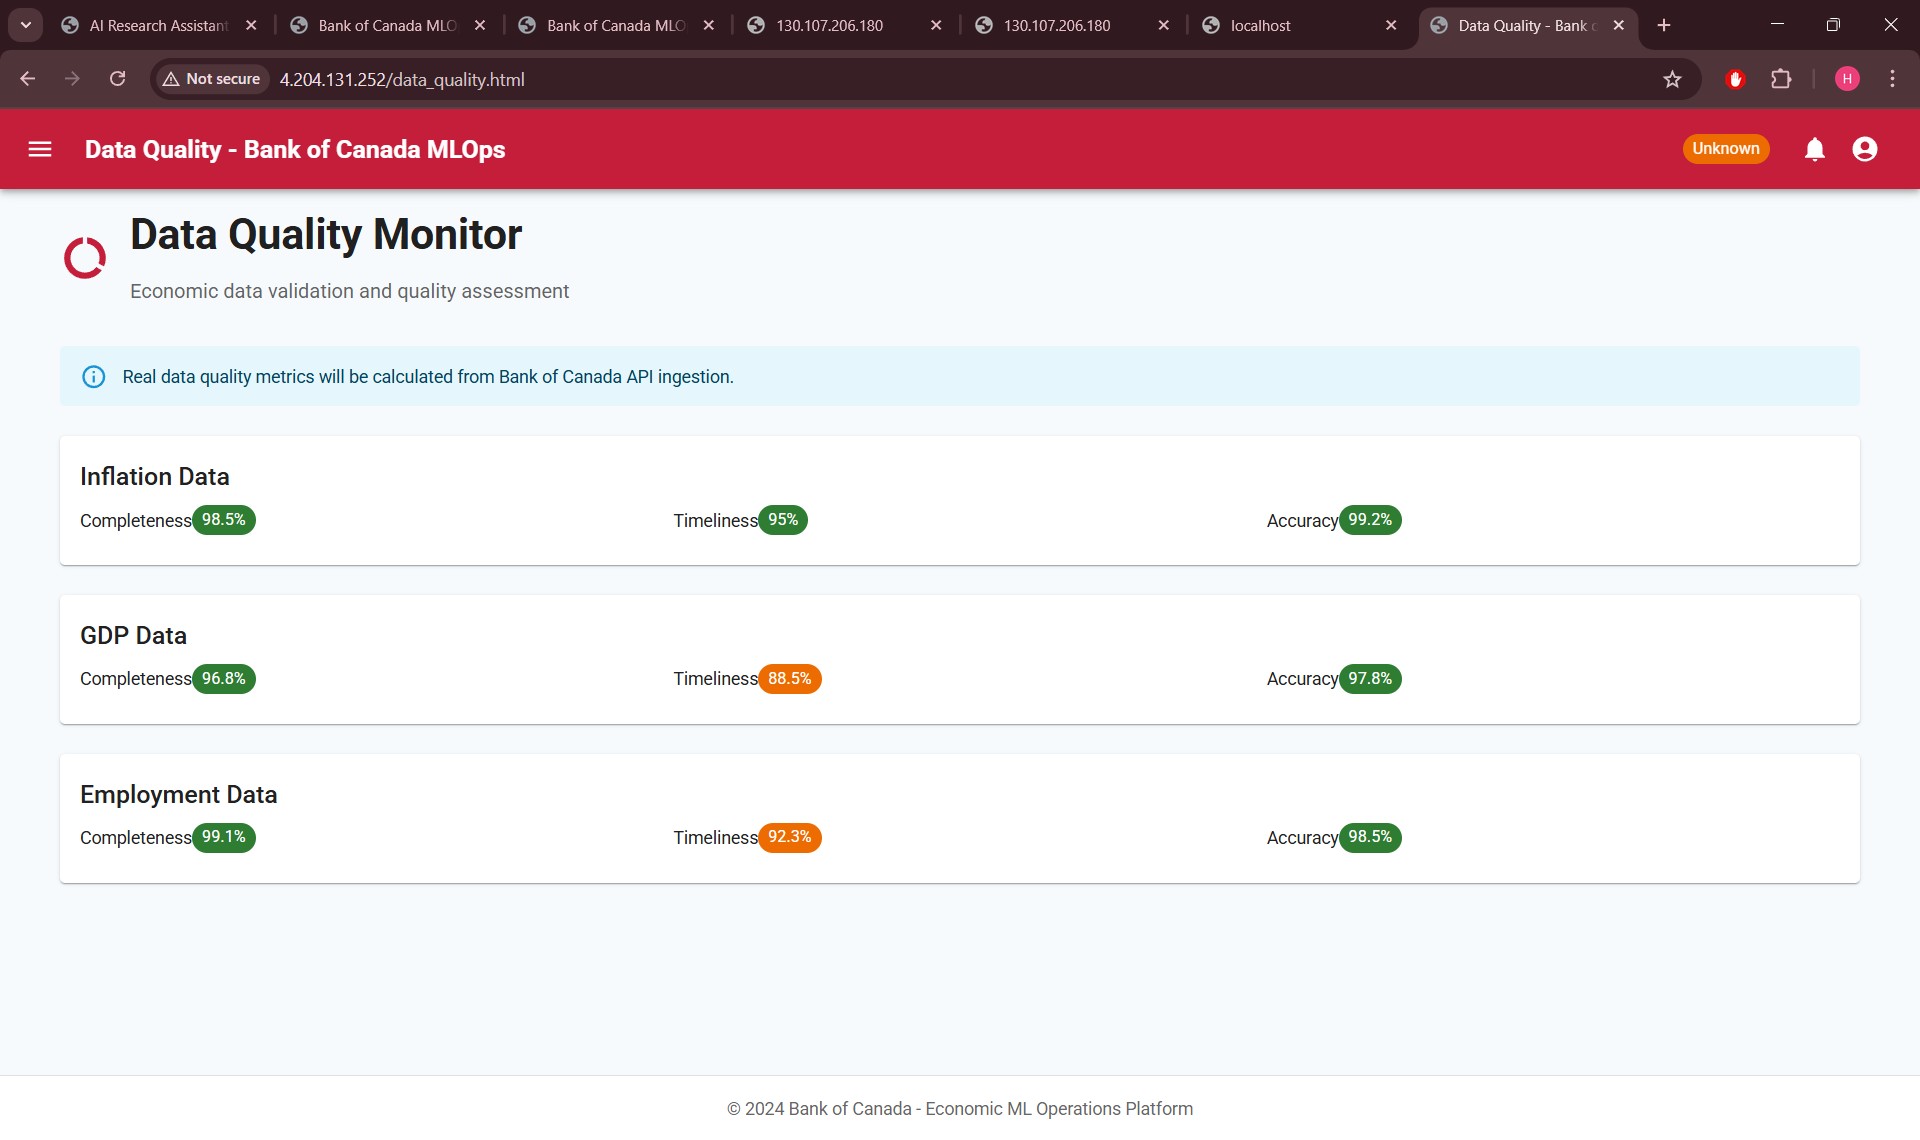 AI Research Assistant
Bank of Canada MLO
Bank of Canada MLO
130.107.206.180
130.107.206.180
localhost
Data Quality - Bank
Not secure
4.204.131.252/data_quality.html
H
Data Quality - Bank of Canada MLOps
Unknown
Data Quality Monitor
Economic data validation and quality assessment
Real data quality metrics will be calculated from Bank of Canada API ingestion.
Inflation Data
Completeness 98.5% Timeliness 95% Accuracy 99.2%
GDP Data
Completeness 96.8% Timeliness 88.5% Accuracy 97.8%
Employment Data
Completeness 99.1% Timeliness 92.3% Accuracy 98.5%
© 2024 Bank of Canada - Economic ML Operations Platform